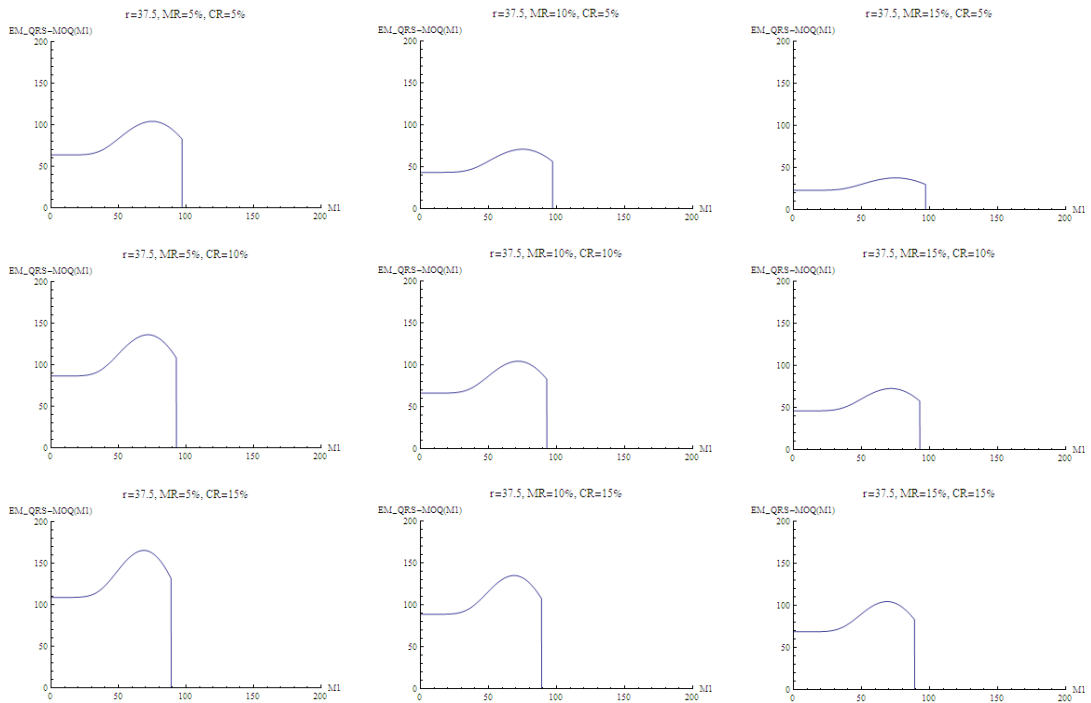 r=37.5, MR=5%, CR=5%
EM_QRS-MOQ(M1)
200
150
100
50
0
0 50 100 150 200 M1
r=37.5, MR=10%, CR=5%
EM_QRS-MOQ(M1)
200
150
100
50
0
0 50 100 150 200 M1
r=37.5, MR=15%, CR=5%
EM_QRS-MOQ(M1)
200
150
100
50
0
0 50 100 150 200 M1
r=37.5, MR=5%, CR=10%
EM_QRS-MOQ(M1)
200
150
100
50
0
0 50 100 150 200 M1
r=37.5, MR=10%, CR=10%
EM_QRS-MOQ(M1)
200
150
100
50
0
0 50 100 150 200 M1
r=37.5, MR=15%, CR=10%
EM_QRS-MOQ(M1)
200
150
100
50
0
0 50 100 150 200 M1
r=37.5, MR=5%, CR=15%
EM_QRS-MOQ(M1)
200
150
100
50
0
0 50 100 150 200 M1
r=37.5, MR=10%, CR=15%
EM_QRS-MOQ(M1)
200
150
100
50
0
0 50 100 150 200 M1
r=37.5, MR=15%, CR=15%
EM_QRS-MOQ(M1)
200
150
100
50
0
0 50 100 150 200 M1